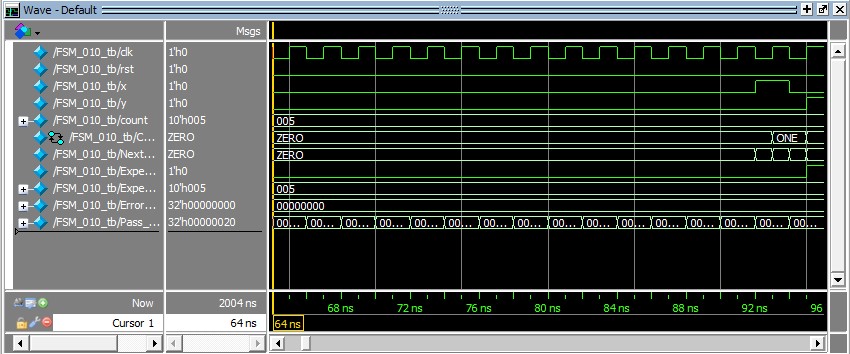 Wave - Default
Msgs
/FSM_010_tb/clk 1'h0
/FSM_010_tb/rst 1'h0
/FSM_010_tb/x 1'h0
/FSM_010_tb/y 1'h0
/FSM_010_tb/count 10'h005 005
/FSM_010_tb/C... ZERO ZERO ONE
/FSM_010_tb/Next... ZERO ZERO
/FSM_010_tb/Expe... 1'h0
/FSM_010_tb/Expe... 10'h005 005
/FSM_010_tb/Error... 32'h00000000 00000000
/FSM_010_tb/Pass_... 32'h00000020 00... 00... 00... 00... 00... 00... 00... 00... 00... 00... 00... 00... 00... 00... 00... 00...
Now 2004 ns 68 ns 72 ns 76 ns 80 ns 84 ns 88 ns 92 ns 96
Cursor 1 64 ns 64 ns